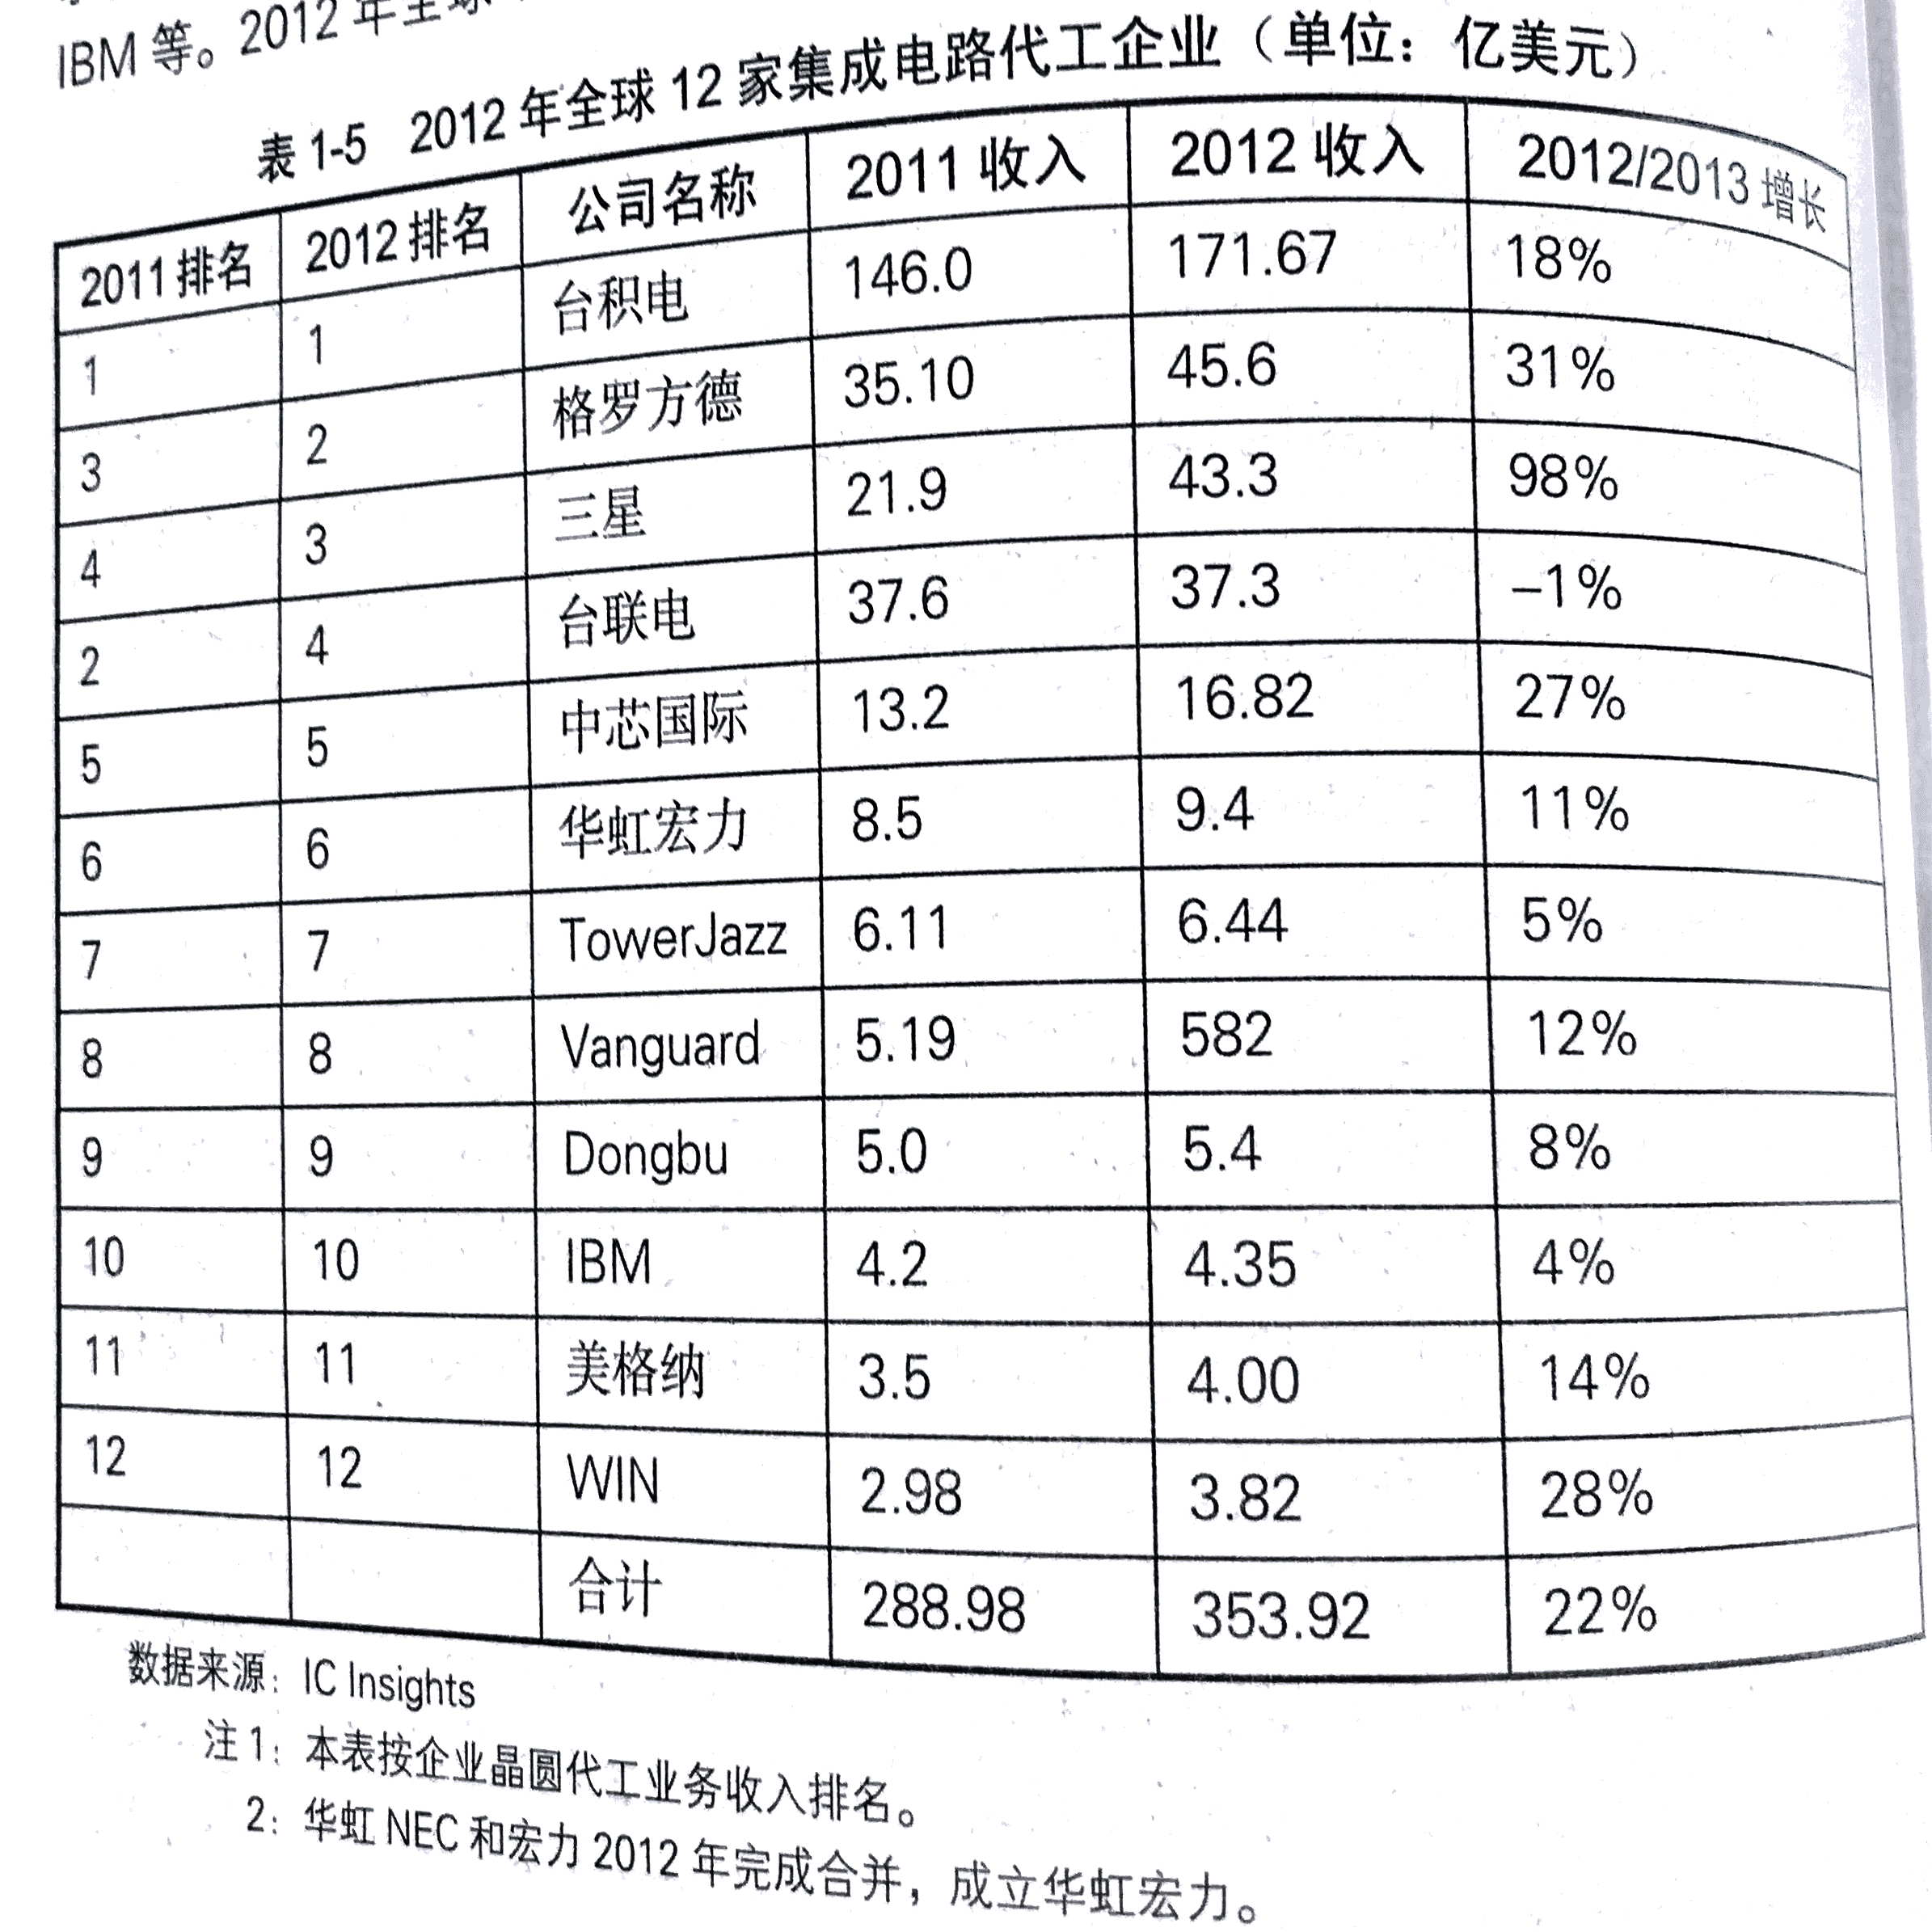 IBM 等。2012 年全球
表 1-5 2012 年全球 12 家集成电路代工企业（单位：亿美元）
2011 排名 2012 排名 公司名称 2011 收入 2012 收入 2012/2013 增长
1 1 台积电 146.0 171.67 18%
3 2 格罗方德 35.10 45.6 31%
4 3 三星 21.9 43.3 98%
2 4 台联电 37.6 37.3 –1%
5 5 中芯国际 13.2 16.82 27%
6 6 华虹宏力 8.5 9.4 11%
7 7 TowerJazz 6.11 6.44 5%
8 8 Vanguard 5.19 582 12%
9 9 Dongbu 5.0 5.4 8%
10 10 IBM 4.2 4.35 4%
11 11 美格纳 3.5 4.00 14%
12 12 WIN 2.98 3.82 28%
合计 288.98 353.92 22%
数据来源：IC Insights
注 1：本表按企业晶圆代工业务收入排名。
2：华虹 NEC 和宏力 2012 年完成合并，成立华虹宏力。